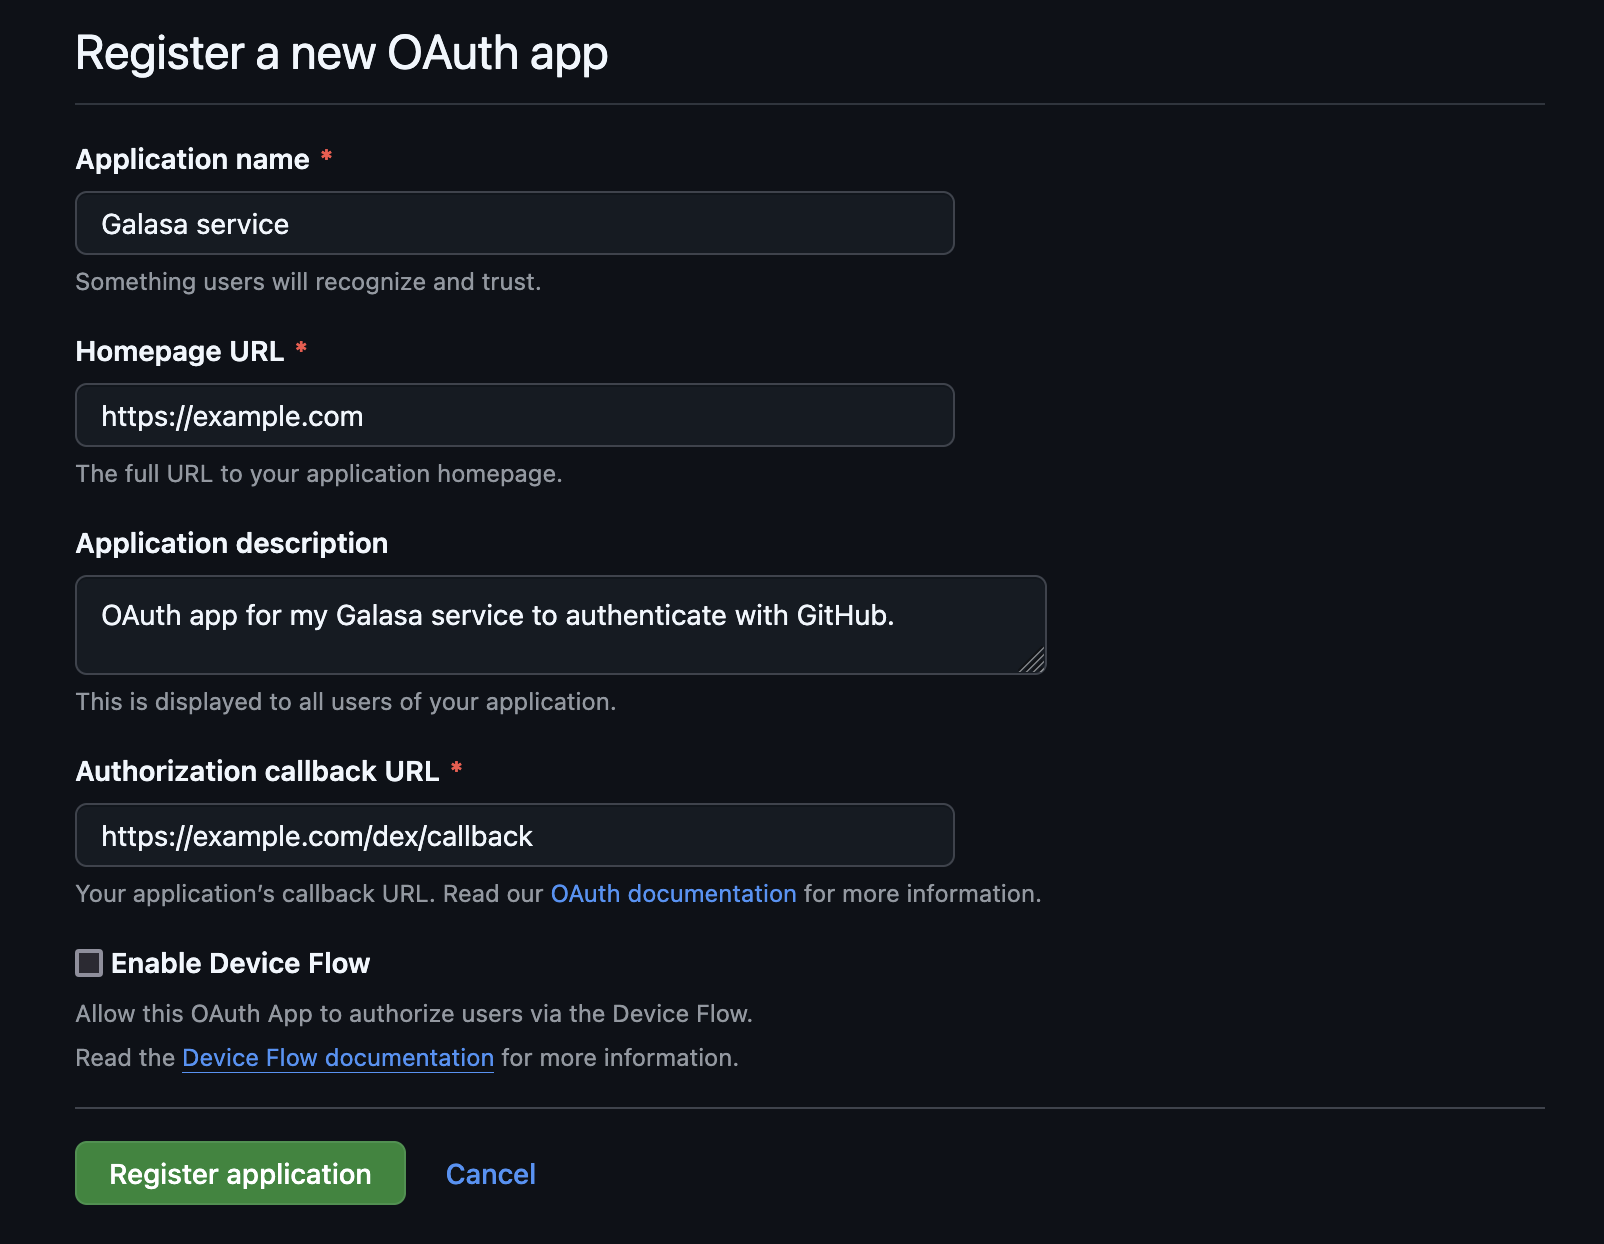 Register a new OAuth app
Application name *
Galasa service
Something users will recognize and trust.
Homepage URL *
https://example.com
The full URL to your application homepage.
Application description
OAuth app for my Galasa service to authenticate with GitHub.
This is displayed to all users of your application.
Authorization callback URL *
https://example.com/dex/callback
Your application’s callback URL. Read our OAuth documentation for more information.
Enable Device Flow
Allow this OAuth App to authorize users via the Device Flow.
Read the Device Flow documentation for more information.
Register application Cancel